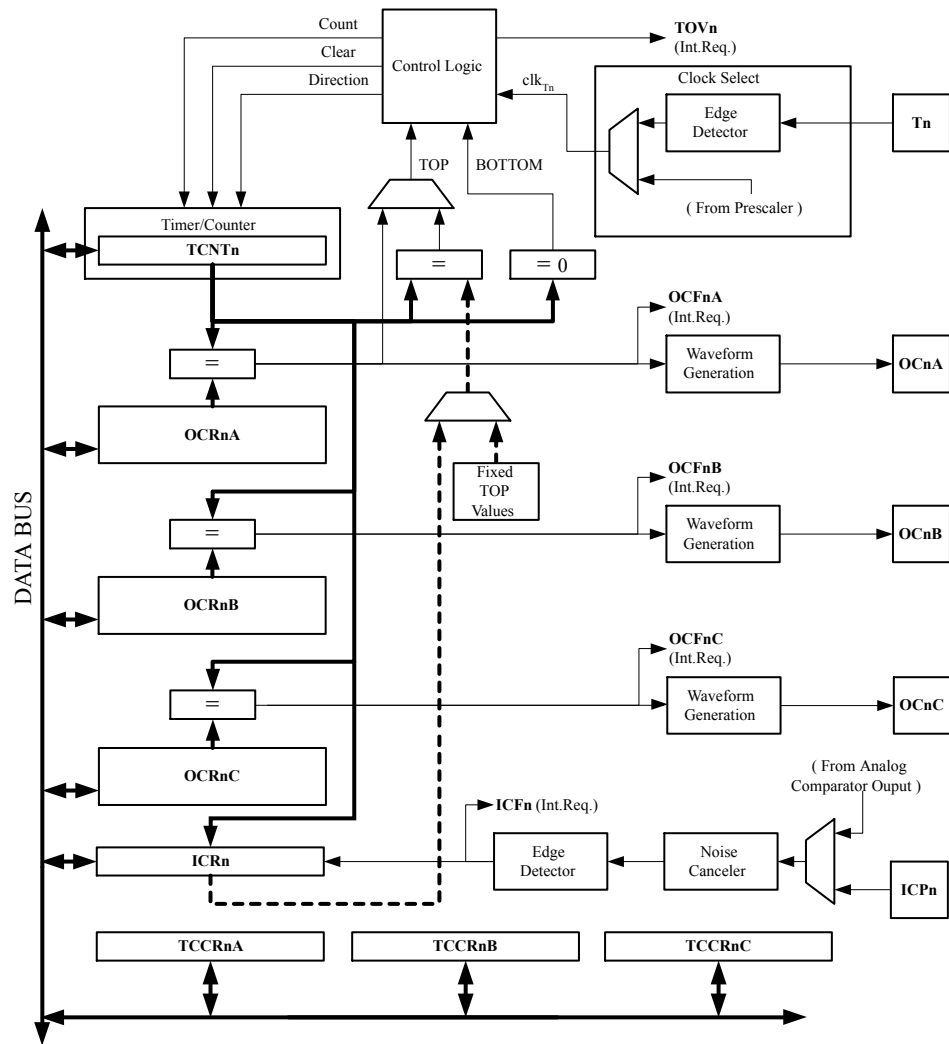 Count
Clear
Direction
Control Logic
TOVn
(Int.Req.)
clkTn
Clock Select
Edge
Detector
Tn
( From Prescaler )
TOP
BOTTOM
Timer/Counter
TCNTn
=
= 0
=
OCRnA
OCFnA
(Int.Req.)
Waveform
Generation
OCnA
Fixed
TOP
Values
=
OCRnB
OCFnB
(Int.Req.)
Waveform
Generation
OCnB
DATA BUS
=
OCRnC
OCFnC
(Int.Req.)
Waveform
Generation
OCnC
( From Analog
Comparator Ouput )
ICFn (Int.Req.)
ICRn
Edge
Detector
Noise
Canceler
ICPn
TCCRnA
TCCRnB
TCCRnC